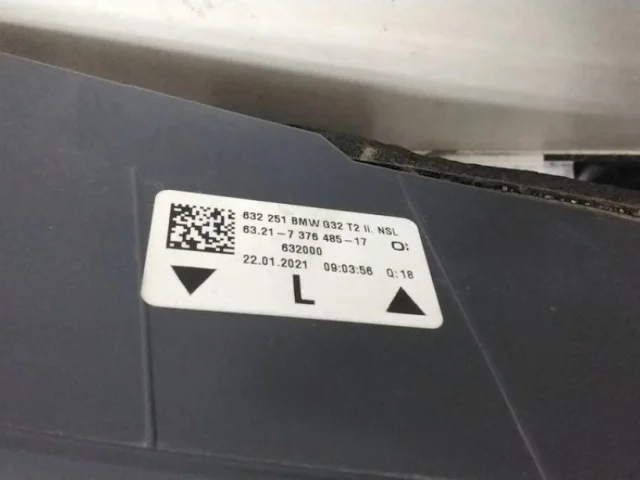 632 251 BMW G32 T2 li. NSL
63.21-7 376 485-17 O:
632000
22.01.2021 09:03:56 Q:18
L